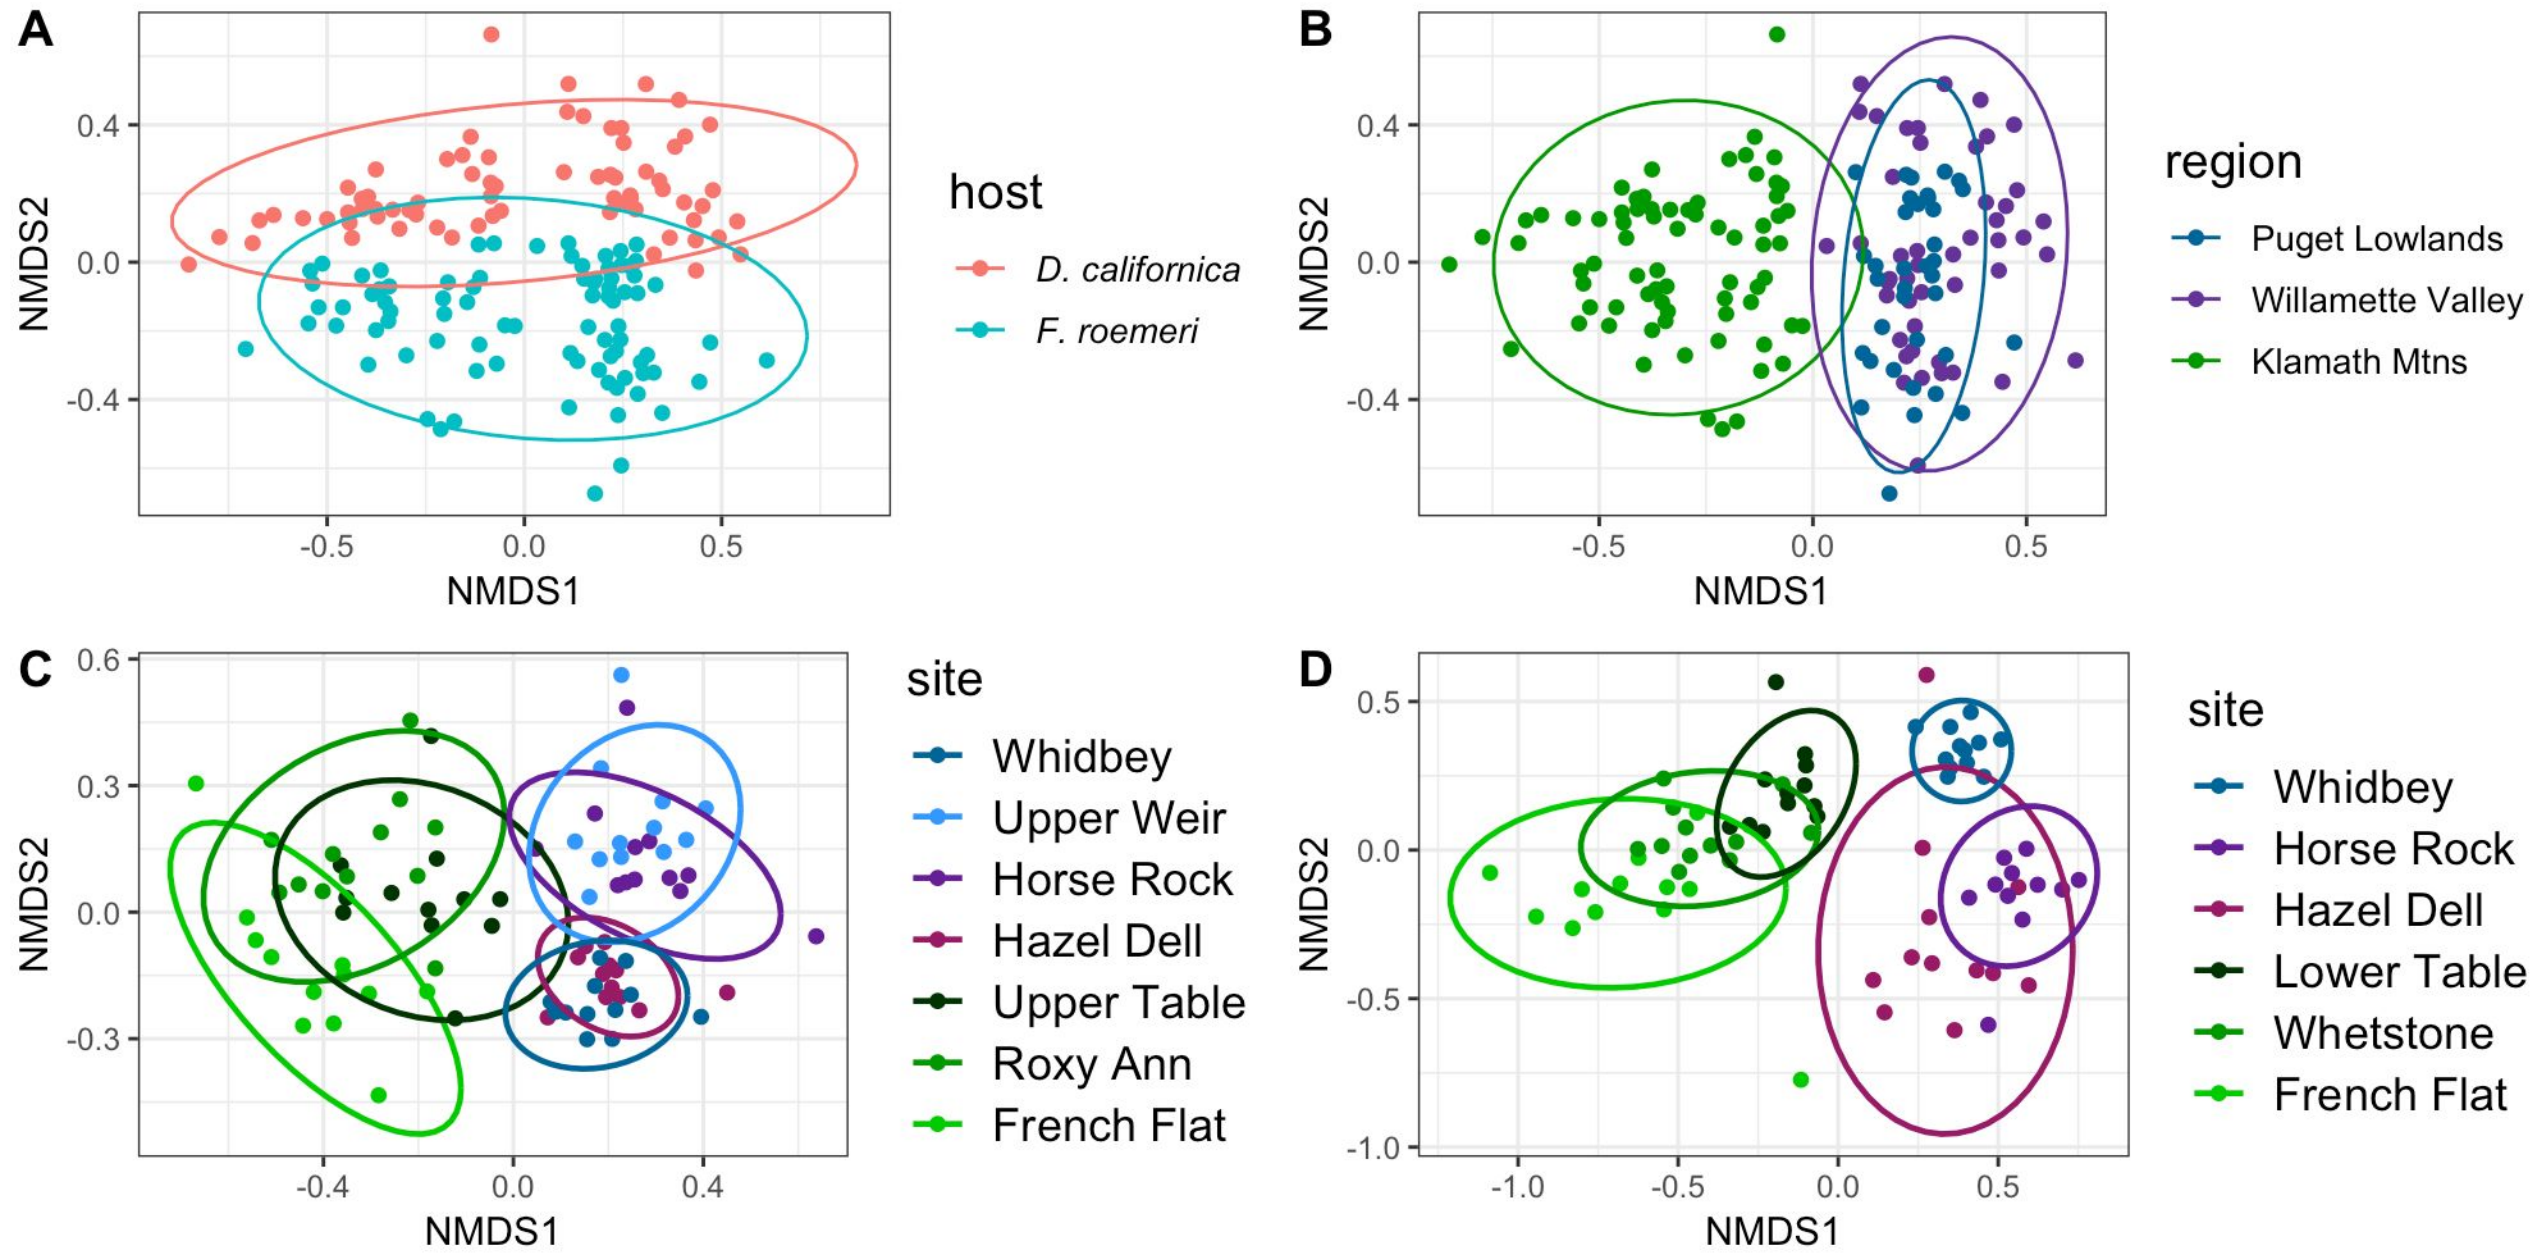 A
NMDS2
0.4
0.0
-0.4
-0.5
0.0
0.5
NMDS1
host
D. californica
F. roemeri
B
NMDS2
0.4
0.0
-0.4
-0.5
0.0
0.5
NMDS1
region
Puget Lowlands
Willamette Valley
Klamath Mtns
C
NMDS2
0.6
0.3
0.0
-0.3
-0.4
0.0
0.4
NMDS1
site
Whidbey
Upper Weir
Horse Rock
Hazel Dell
Upper Table
Roxy Ann
French Flat
D
NMDS2
0.5
0.0
-0.5
-1.0
-1.0
-0.5
0.0
0.5
NMDS1
site
Whidbey
Horse Rock
Hazel Dell
Lower Table
Whetstone
French Flat